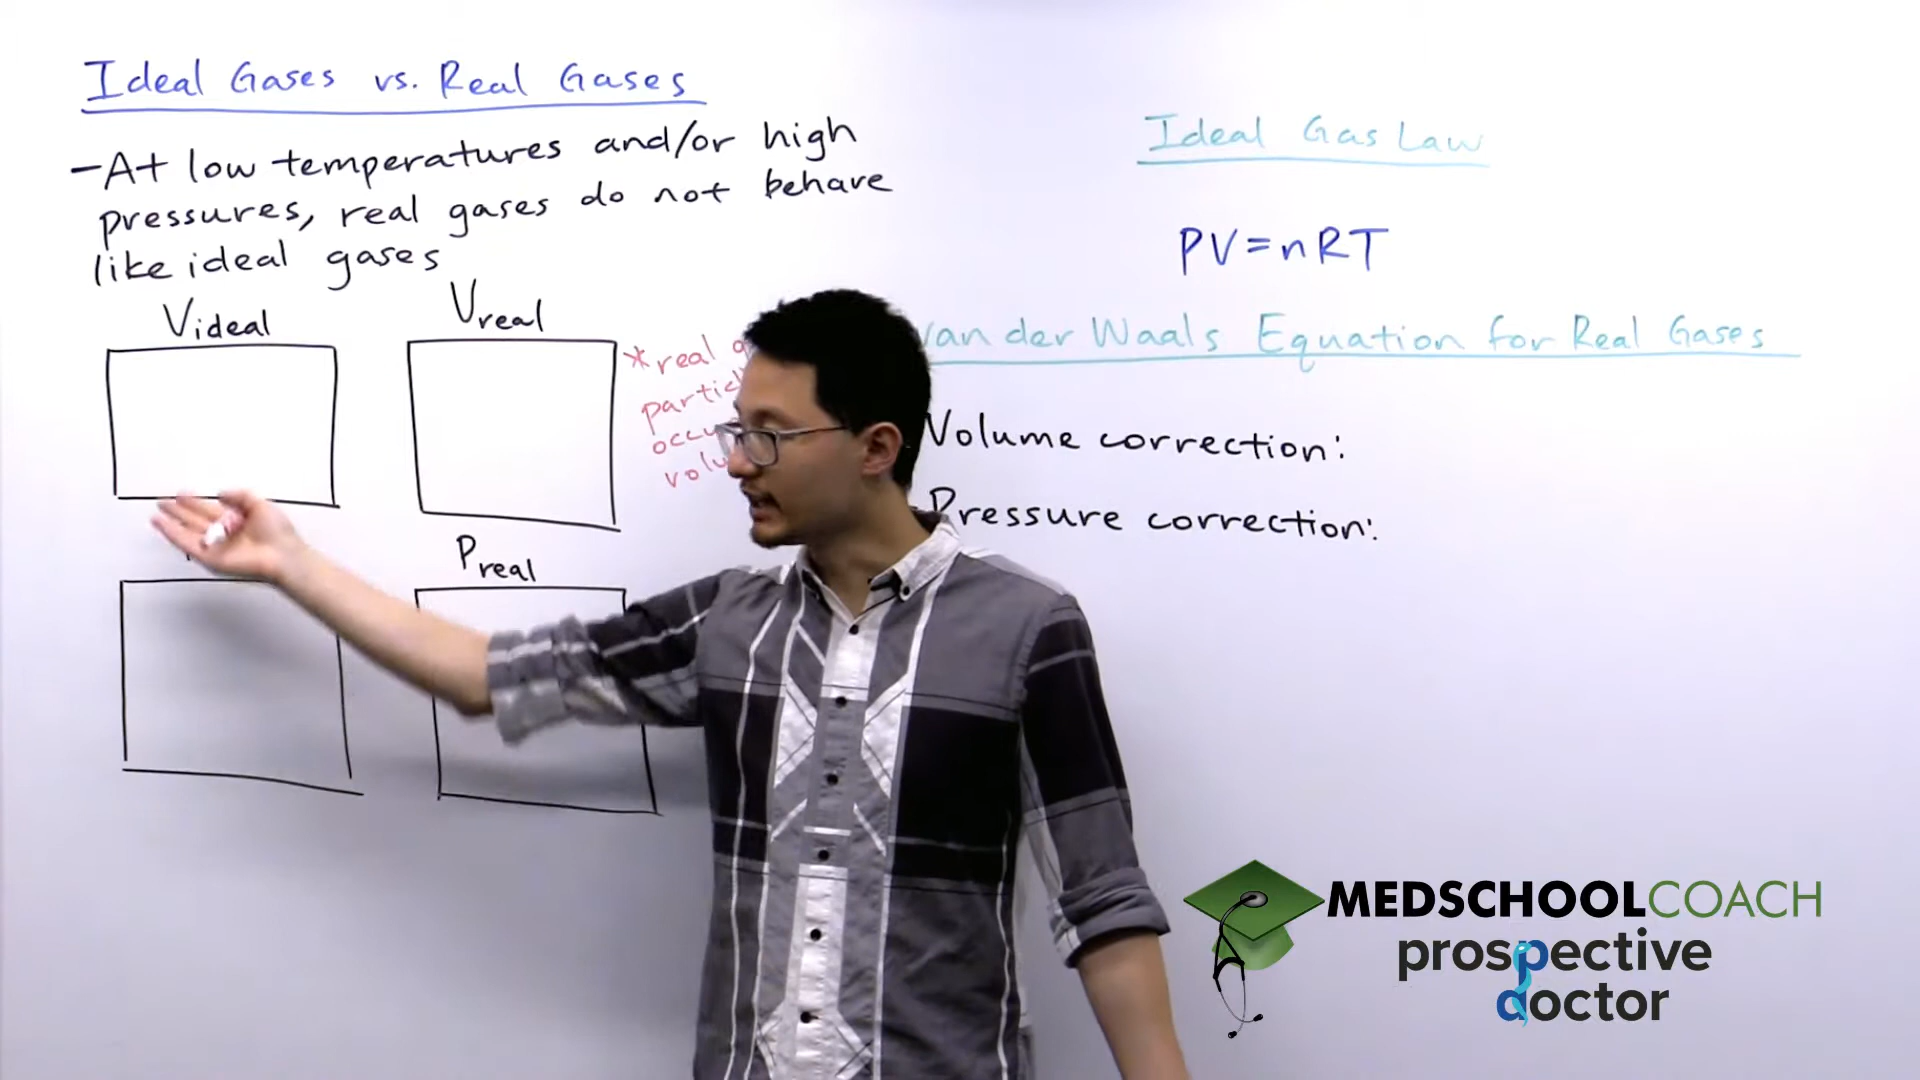 Ideal Gases vs. Real Gases
-At low temperatures and/or high
pressures, real gases do not behave
like ideal gases
Videal
Vreal
*real
Preal
Ideal Gas Law
PV=nRT
van der Waals Equation for Real Gases
Volume correction:
Pressure correction:
MEDSCHOOLCOACH
prospective
doctor